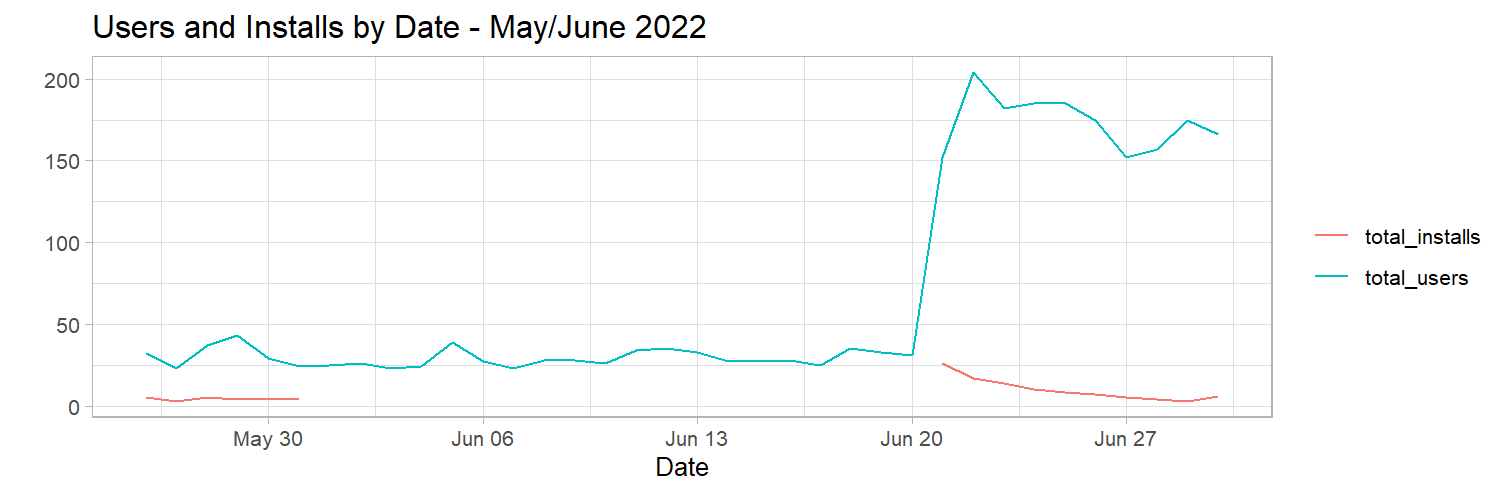 Users and Installs by Date - May/June 2022
200
150
100
50
0
May 30 Jun 06 Jun 13 Jun 20 Jun 27
Date
total_installs
total_users